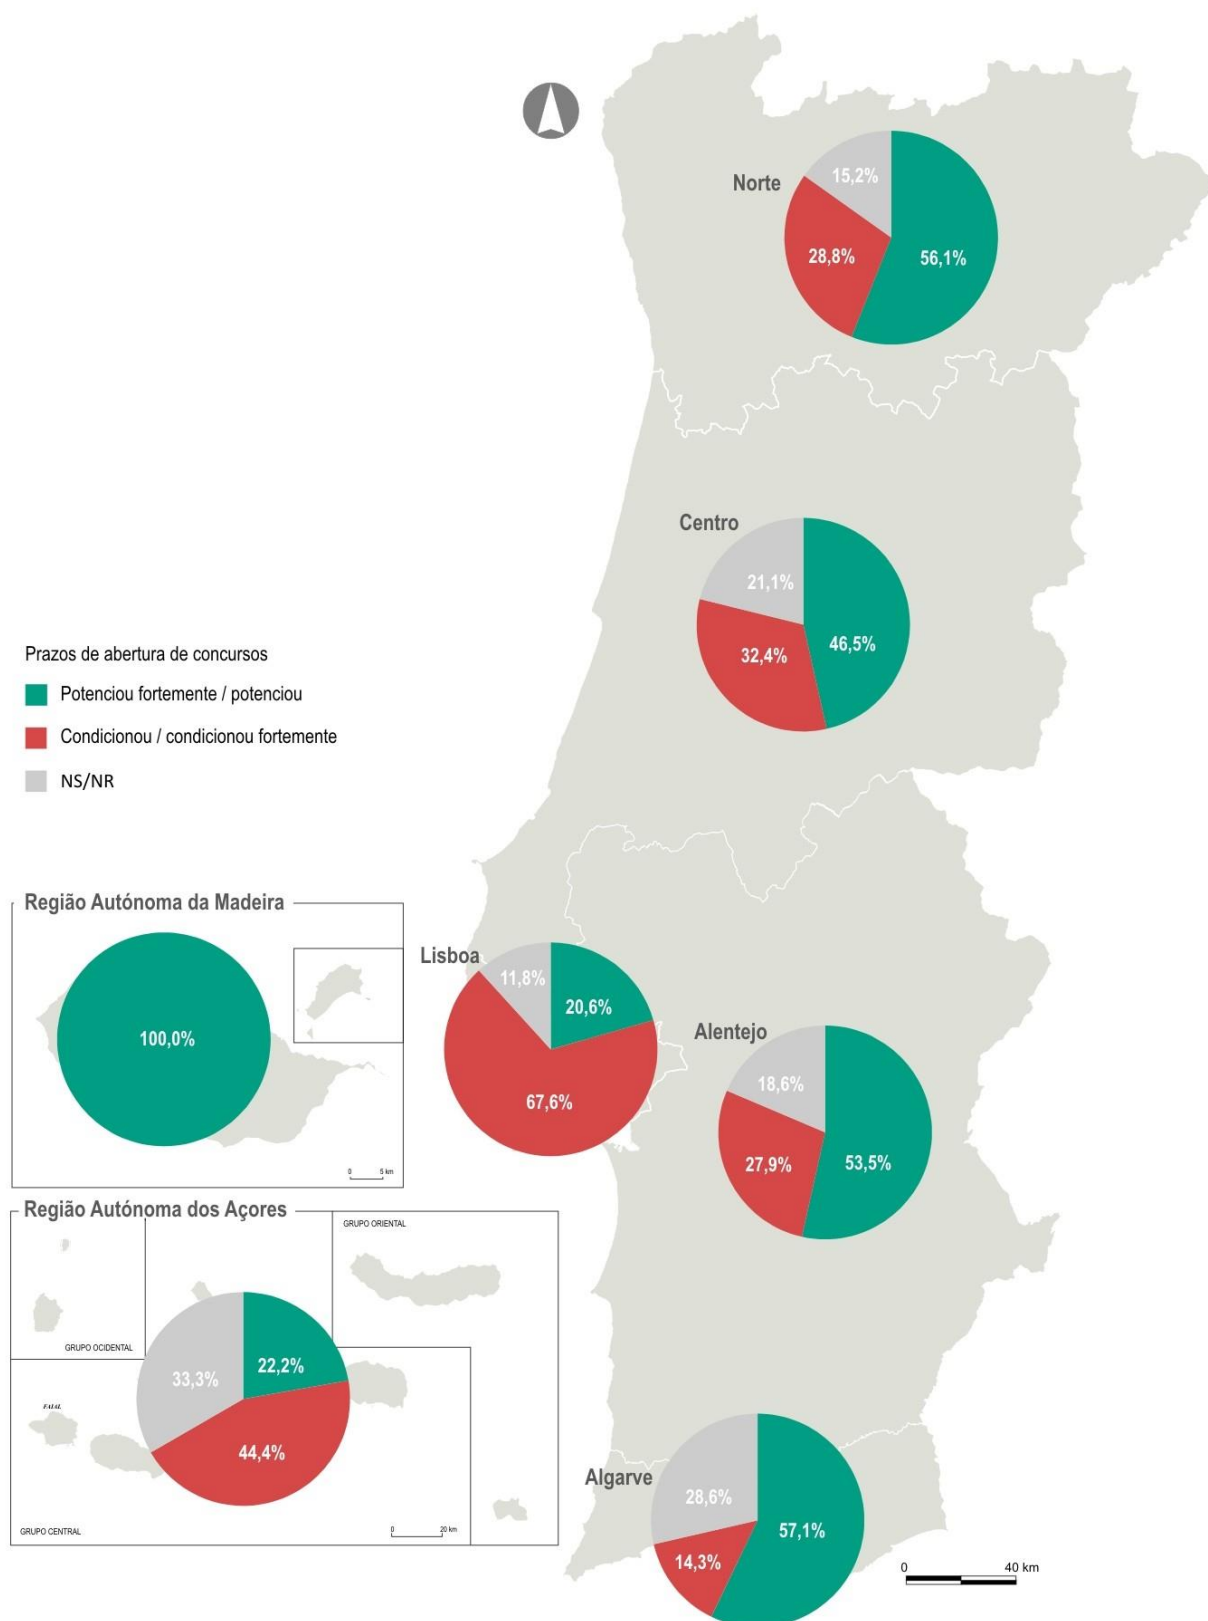 Norte
15,2%
28,8%
56,1%
Centro
21,1%
32,4%
46,5%
Prazos de abertura de concursos
Potenciou fortemente / potenciou
Condicionou / condicionou fortemente
NS/NR
Região Autónoma da Madeira
100,0%
0 5 km
Lisboa
11,8%
20,6%
67,6%
Alentejo
18,6%
27,9%
53,5%
Região Autónoma dos Açores
GRUPO ORIENTAL
GRUPO OCIDENTAL
33,3%
22,2%
44,4%
FAIAL
GRUPO CENTRAL
0 20 km
Algarve
28,6%
14,3%
57,1%
0 40 km